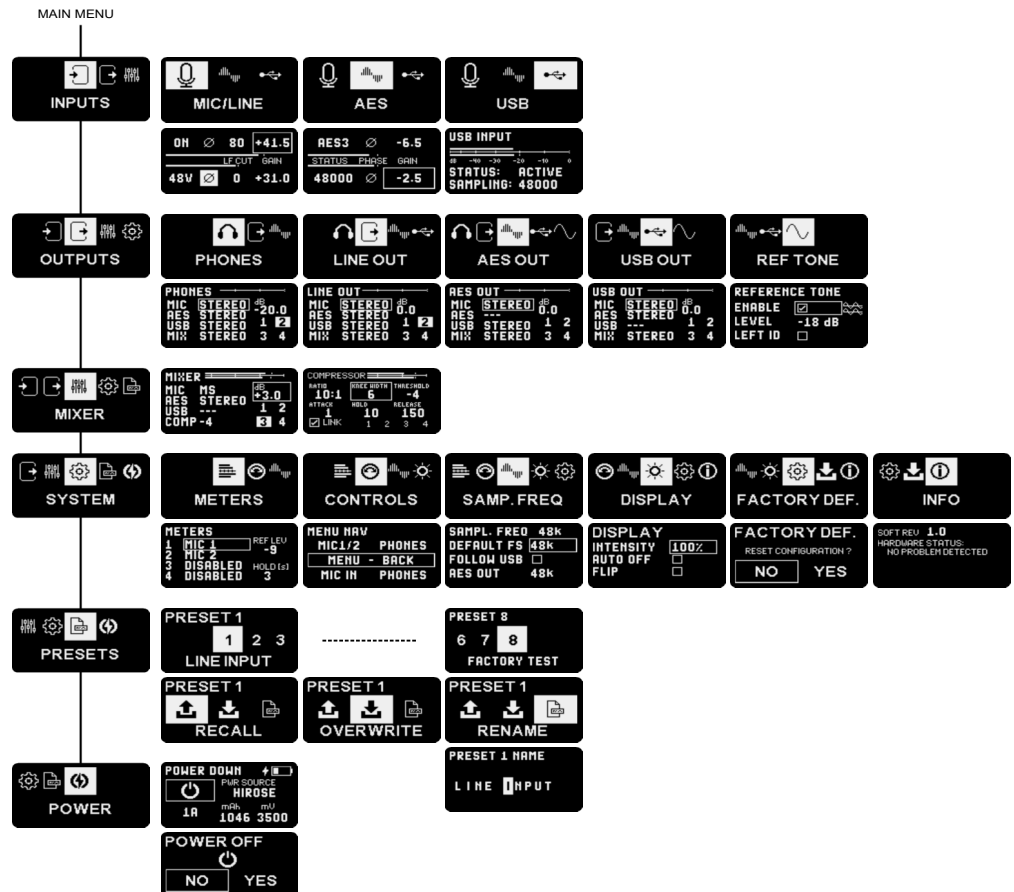 MAIN MENU
INPUTS
MIC/LINE
AES
USB
ON Ø 80 +41.5
LF CUT GAIN
48V Ø 0 +31.0
AES3 Ø -6.5
STATUS PHASE GAIN
48000 Ø -2.5
USB INPUT
dB -40 -30 -20 -10 0
STATUS: ACTIVE
SAMPLING: 48000
OUTPUTS
PHONES
LINE OUT
AES OUT
USB OUT
REF TONE
PHONES
MIC STEREO dB
AES STEREO -20.0
USB STEREO 1 2
MIX STEREO 3 4
LINE OUT
MIC STEREO dB
AES STEREO 0.0
USB STEREO 1 2
MIX STEREO 3 4
AES OUT
MIC STEREO dB
AES --- 0.0
USB STEREO 1 2
MIX STEREO 3 4
USB OUT
MIC STEREO dB
AES STEREO 0.0
USB --- 1 2
MIX STEREO 3 4
REFERENCE TONE
ENABLE
LEVEL -18 dB
LEFT ID
MIXER
MIXER
MIC MS dB
AES STEREO +3.0
USB --- 1 2
COMP -4 3 4
COMPRESSOR
RATIO KNEE WIDTH THRESHOLD
10:1 6 -4
ATTACK HOLD RELEASE
1 10 150
LINK 1 2 3 4
SYSTEM
METERS
CONTROLS
SAMP. FREQ
DISPLAY
FACTORY DEF.
INFO
METERS
1 MIC 1 REF LEV
2 MIC 2 -9
3 DISABLED HOLD [s]
4 DISABLED 3
MENU NAV
MIC1/2 PHONES
MENU - BACK
MIC IN PHONES
SAMPL. FREQ 48k
DEFAULT FS 48k
FOLLOW USB
AES OUT 48k
DISPLAY
INTENSITY 100%
AUTO OFF
FLIP
FACTORY DEF.
RESET CONFIGURATION ?
NO YES
SOFT REV 1.0
HARDWARE STATUS:
NO PROBLEM DETECTED
PRESETS
PRESET 1
1 2 3
LINE INPUT
PRESET 8
6 7 8
FACTORY TEST
PRESET 1
RECALL
PRESET 1
OVERWRITE
PRESET 1
RENAME
PRESET 1 NAME
LINE INPUT
POWER
POWER DOWN
PWR SOURCE
HIROSE
1A mAh mV
1046 3500
POWER OFF
NO YES